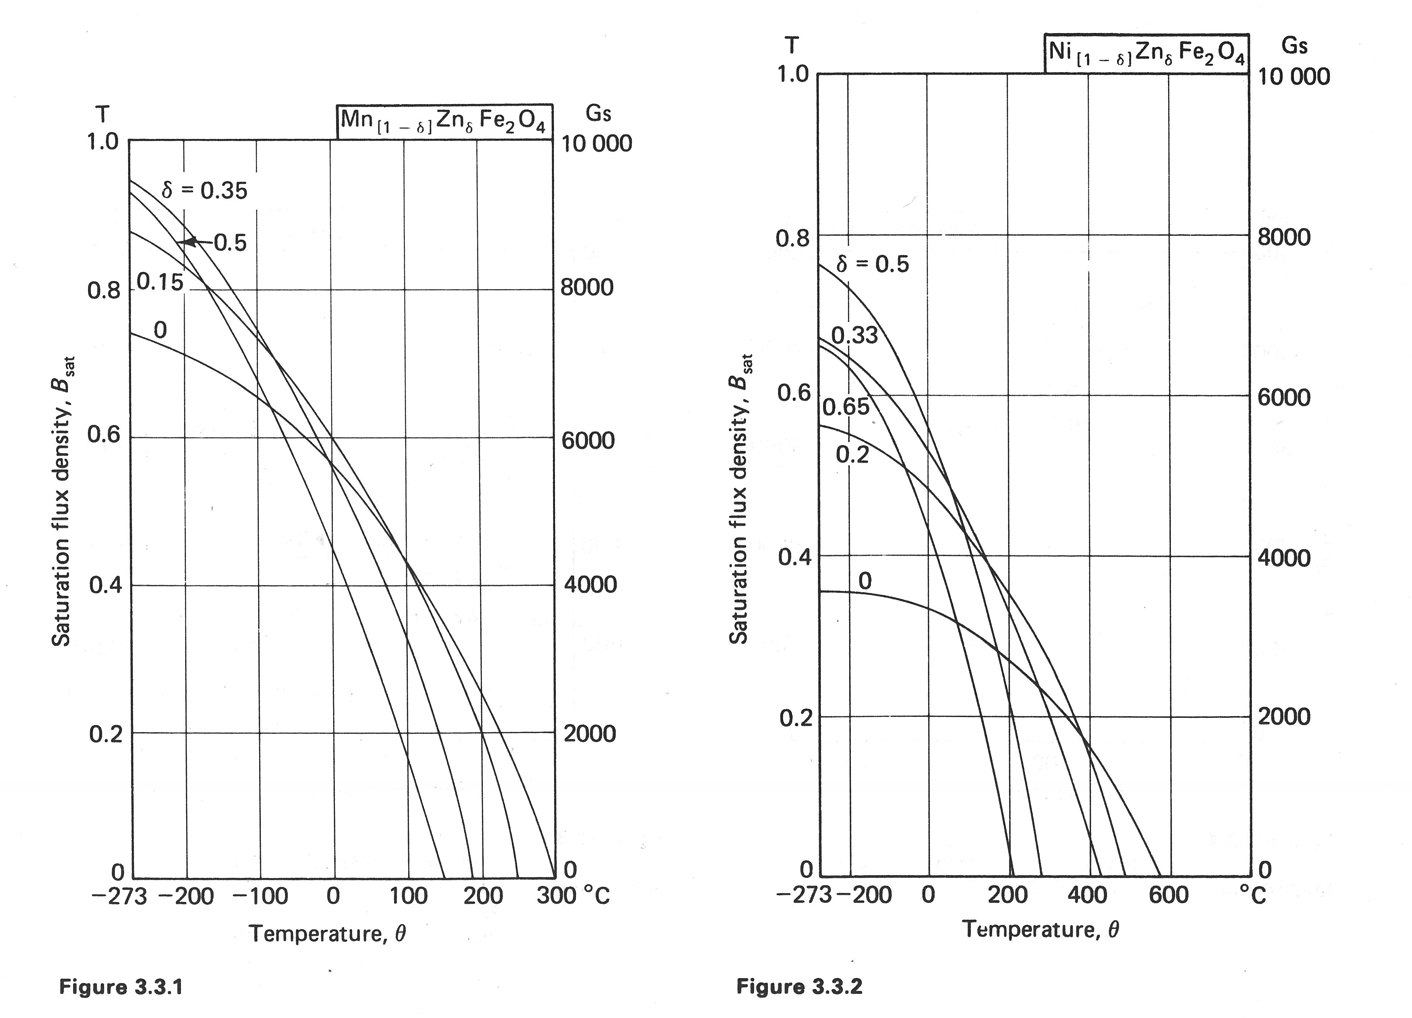 T
Mn[1 − δ]Znδ Fe2O4
Gs
1.0
10 000
δ = 0.35
0.5
0.15
0.8
8000
0
0.6
6000
Saturation flux density, Bsat
0.4
4000
0.2
2000
0
0
−273 −200 −100 0 100 200 300 °C
Temperature, θ
Figure 3.3.1
T
Ni[1 − δ]Znδ Fe2O4
Gs
1.0
10 000
0.8
8000
δ = 0.5
0.33
0.6
6000
0.65
0.2
Saturation flux density, Bsat
0.4
4000
0
0.2
2000
0
0
−273 −200 0 200 400 600 °C
Temperature, θ
Figure 3.3.2